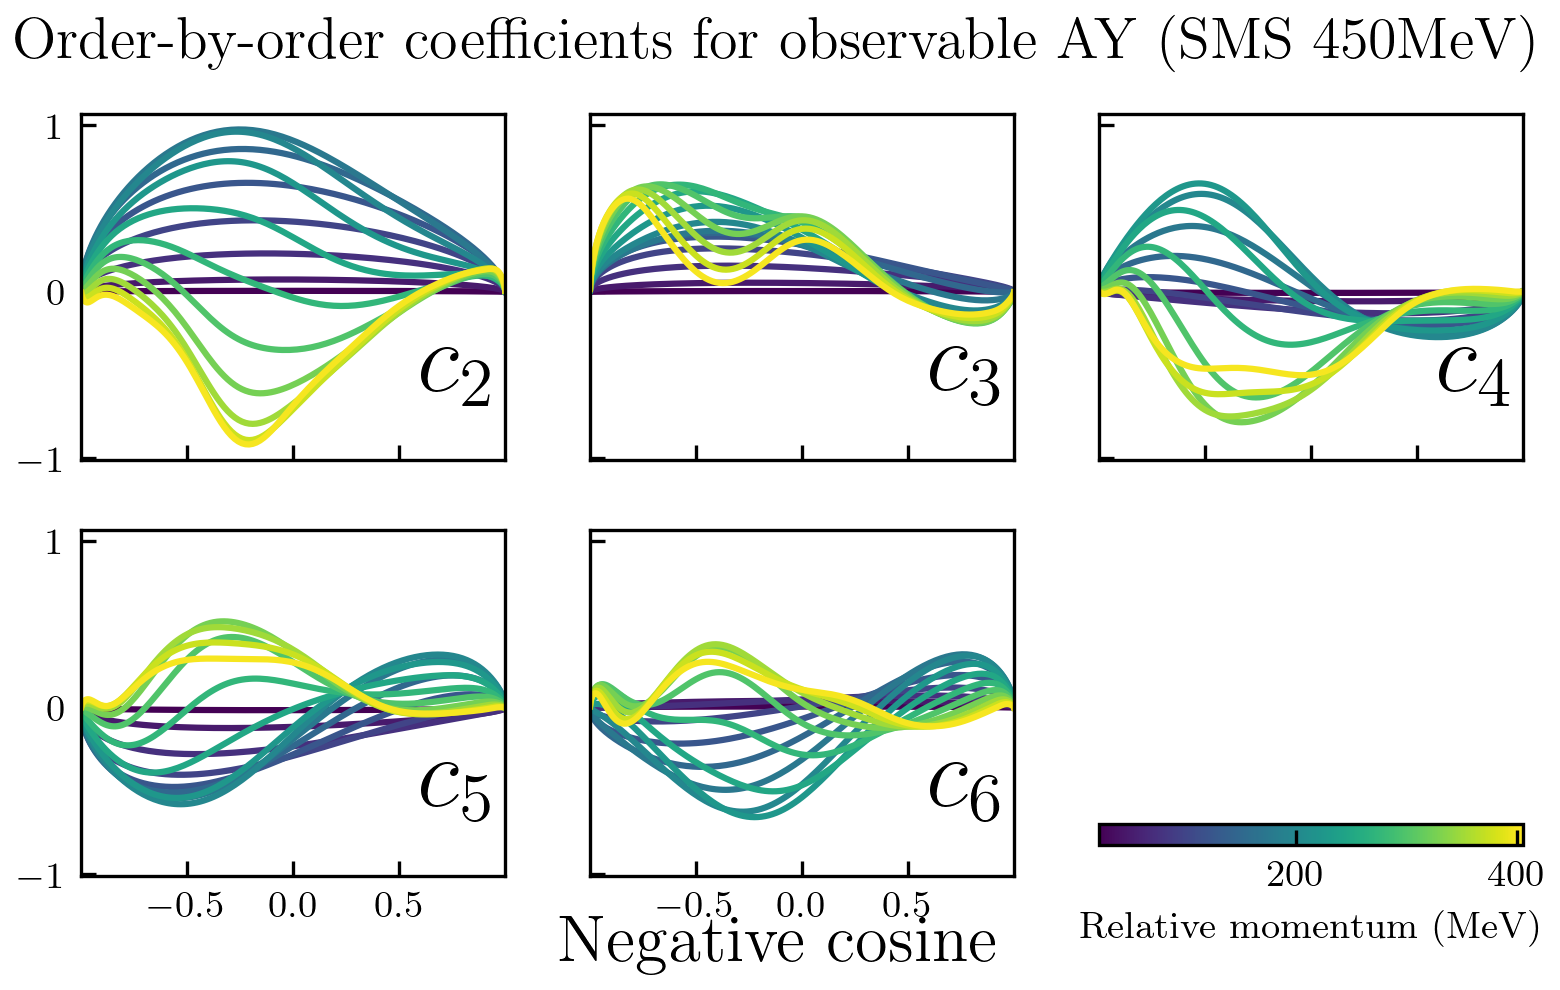 Order-by-order coefficients for observable AY (SMS 450MeV)
1
0
−1
c₂
c₃
c₄
1
0
−1
c₅
c₆
−0.5 0.0 0.5
−0.5 0.0 0.5
Negative cosine
200 400
Relative momentum (MeV)